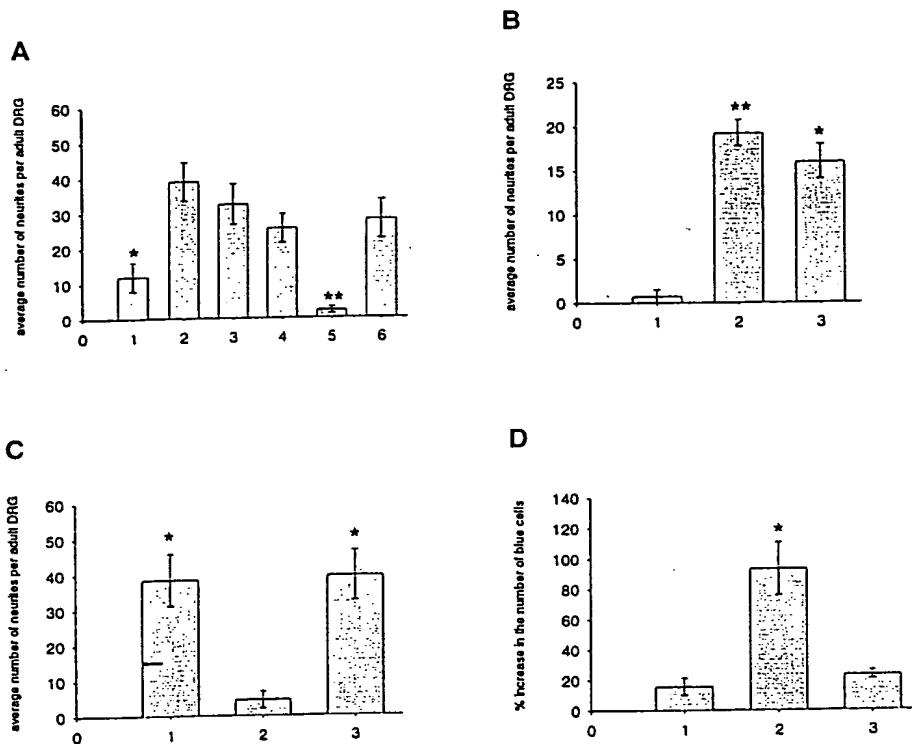 A
average number of neurites per adult DRG
60
50
40
30
20
10
0
*
**
0 1 2 3 4 5 6
B
average number of neurites per adult DRG
25
20
15
10
5
0
**
*
1 2 3
C
average number of neurites per adult DRG
60
50
40
30
20
10
0
*
*
0 1 2 3
D
% increase in the number of blue cells
140
120
100
80
60
40
20
0
*
0 1 2 3